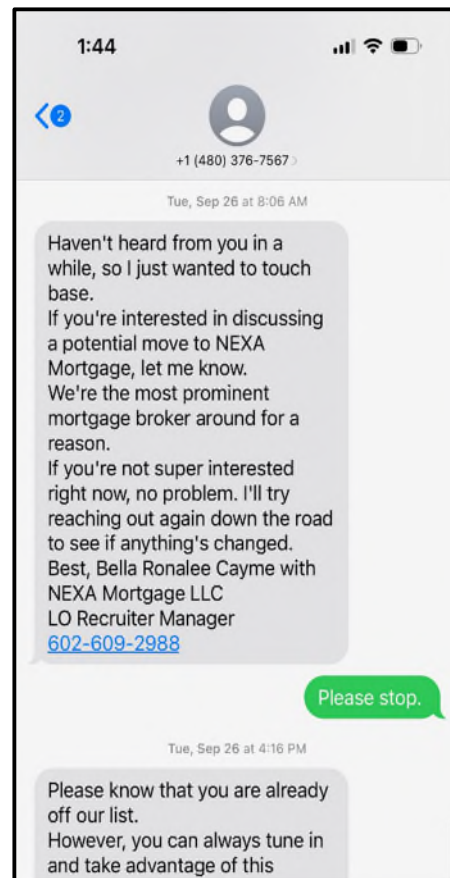 1:44
2
+1 (480) 376-7567
Tue, Sep 26 at 8:06 AM
Haven't heard from you in a
while, so I just wanted to touch
base.
If you're interested in discussing
a potential move to NEXA
Mortgage, let me know.
We're the most prominent
mortgage broker around for a
reason.
If you're not super interested
right now, no problem. I'll try
reaching out again down the road
to see if anything's changed.
Best, Bella Ronalee Cayme with
NEXA Mortgage LLC
LO Recruiter Manager
602-609-2988
Please stop.
Tue, Sep 26 at 4:16 PM
Please know that you are already
off our list.
However, you can always tune in
and take advantage of this